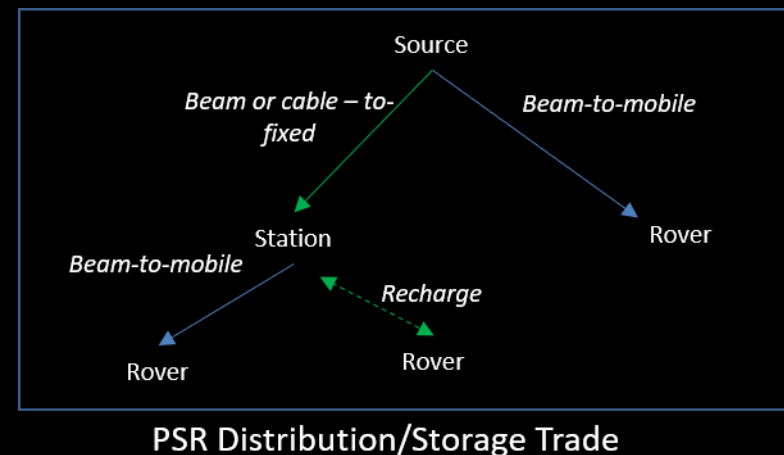 Source
Beam or cable – to-
fixed
Beam-to-mobile
Station
Rover
Beam-to-mobile
Recharge
Rover
Rover
PSR Distribution/Storage Trade